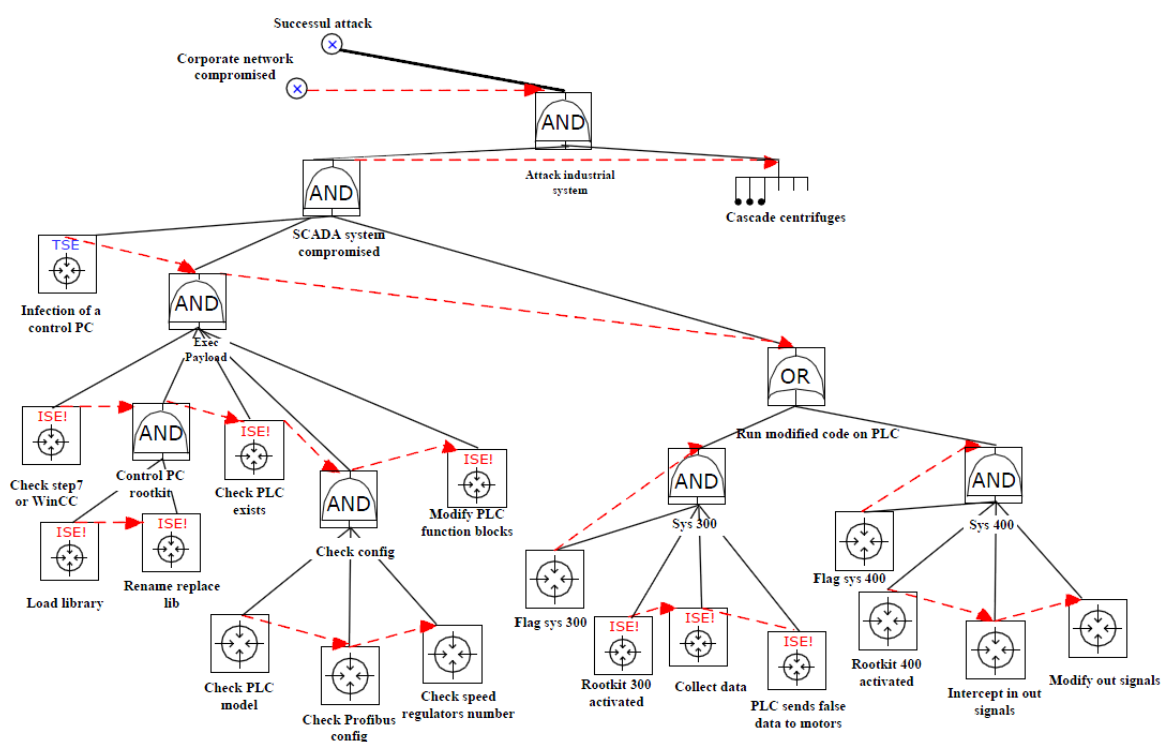 Successul attack
Corporate network
compromised
AND
Attack industrial
system
AND
SCADA system
compromised
Cascade centrifuges
TSE
Infection of a
control PC
AND
Exec
Payload
OR
Run modified code on PLC
ISE!
Check step7
or WinCC
AND
Control PC
rootkit
ISE!
Check PLC
exists
AND
Check config
ISE!
Modify PLC
function blocks
AND
Sys 300
AND
Sys 400
ISE!
Load library
ISE!
Rename replace
lib
Flag sys 300
Flag sys 400
Check PLC
model
Check Profibus
config
Check speed
regulators number
ISE!
Rootkit 300
activated
ISE!
Collect data
ISE!
PLC sends false
data to motors
Rootkit 400
activated
Intercept in out
signals
Modify out signals